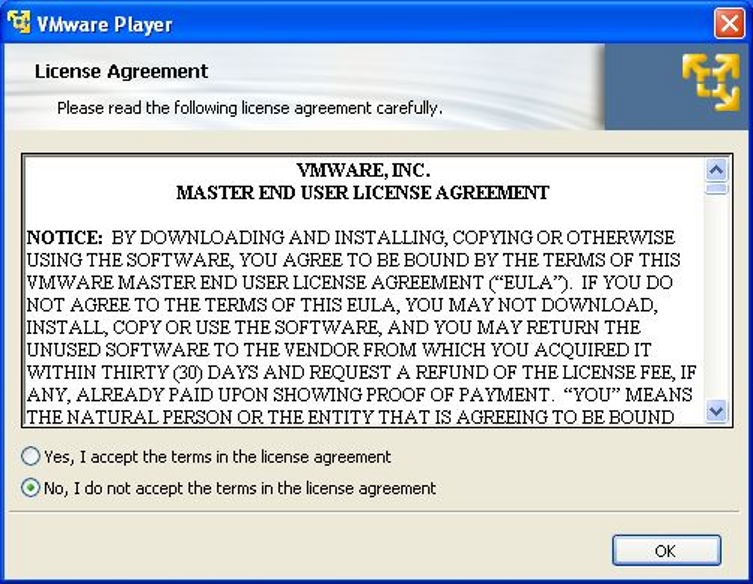 VMware Player
License Agreement
Please read the following license agreement carefully.
VMWARE, INC.
MASTER END USER LICENSE AGREEMENT
NOTICE: BY DOWNLOADING AND INSTALLING, COPYING OR OTHERWISE
USING THE SOFTWARE, YOU AGREE TO BE BOUND BY THE TERMS OF THIS
VMWARE MASTER END USER LICENSE AGREEMENT (“EULA”). IF YOU DO
NOT AGREE TO THE TERMS OF THIS EULA, YOU MAY NOT DOWNLOAD,
INSTALL, COPY OR USE THE SOFTWARE, AND YOU MAY RETURN THE
UNUSED SOFTWARE TO THE VENDOR FROM WHICH YOU ACQUIRED IT
WITHIN THIRTY (30) DAYS AND REQUEST A REFUND OF THE LICENSE FEE, IF
ANY, ALREADY PAID UPON SHOWING PROOF OF PAYMENT. “YOU” MEANS
THE NATURAL PERSON OR THE ENTITY THAT IS AGREEING TO BE BOUND
Yes, I accept the terms in the license agreement
No, I do not accept the terms in the license agreement
OK